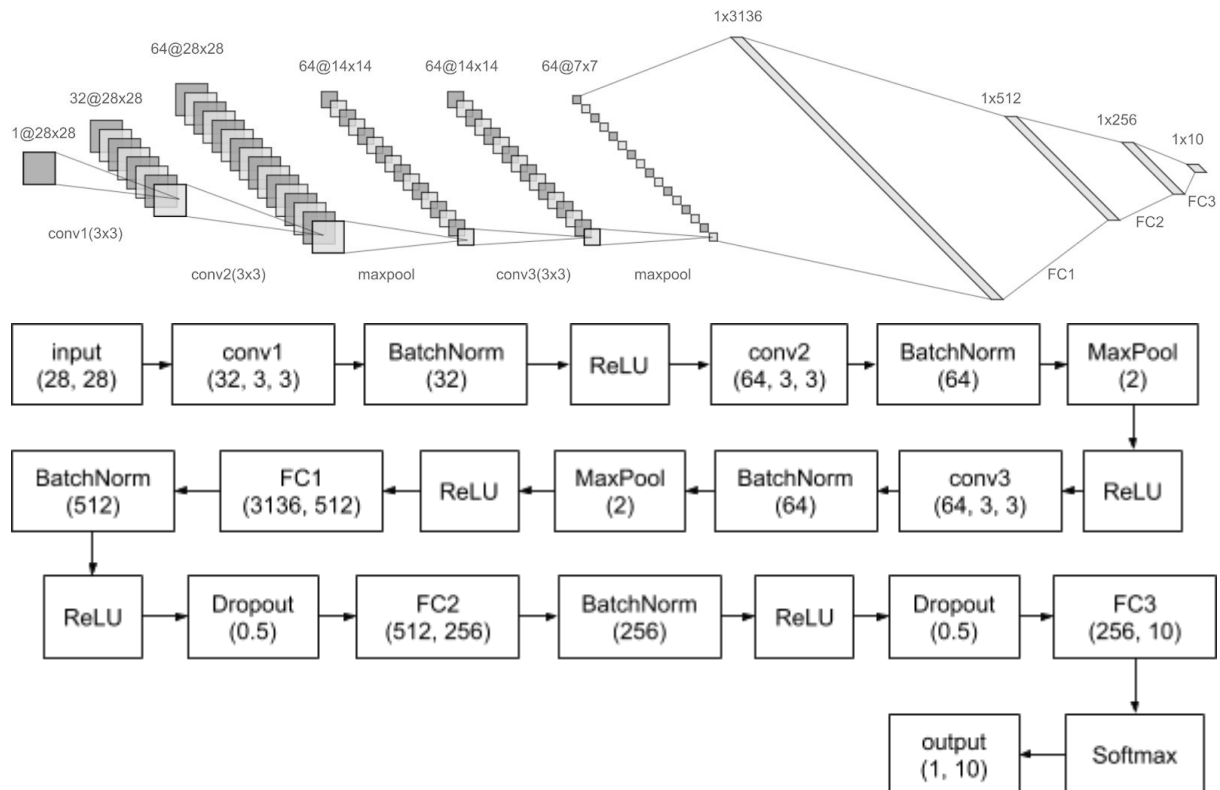 1x3136
64@28x28
64@14x14
64@14x14
64@7x7
32@28x28
1x512
1x256
1@28x28
1x10
FC3
FC2
conv1(3x3)
conv2(3x3)
maxpool
conv3(3x3)
maxpool
FC1
input
(28, 28)
conv1
(32, 3, 3)
BatchNorm
(32)
ReLU
conv2
(64, 3, 3)
BatchNorm
(64)
MaxPool
(2)
BatchNorm
(512)
FC1
(3136, 512)
ReLU
MaxPool
(2)
BatchNorm
(64)
conv3
(64, 3, 3)
ReLU
ReLU
Dropout
(0.5)
FC2
(512, 256)
BatchNorm
(256)
ReLU
Dropout
(0.5)
FC3
(256, 10)
output
(1, 10)
Softmax